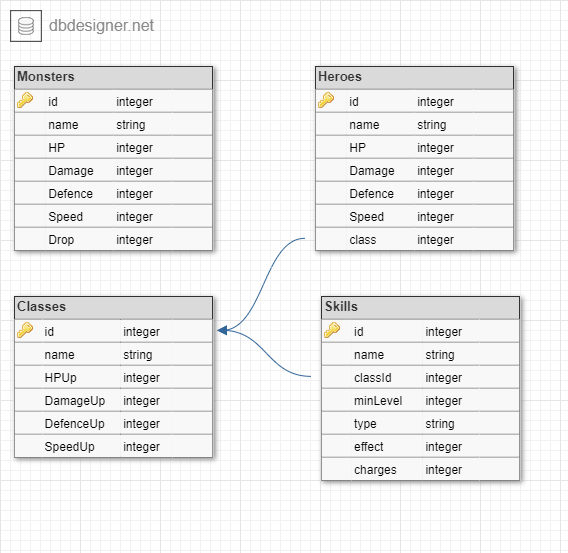 dbdesigner.net
Monsters
id integer
name string
HP integer
Damage integer
Defence integer
Speed integer
Drop integer
Heroes
id integer
name string
HP integer
Damage integer
Defence integer
Speed integer
class integer
Classes
id integer
name string
HPUp integer
DamageUp integer
DefenceUp integer
SpeedUp integer
Skills
id integer
name string
classId integer
minLevel integer
type string
effect integer
charges integer